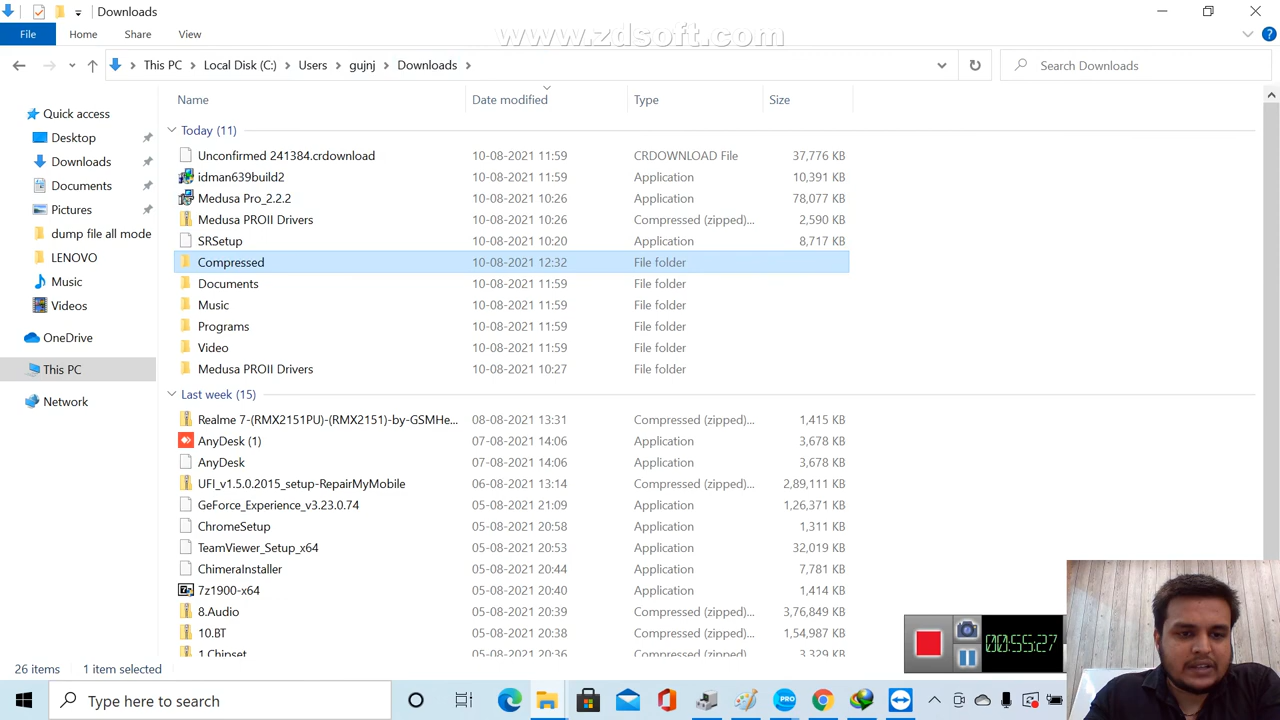 Downloads
File Home Share View
www.zdsoft.com
This PC Local Disk (C:) Users gujnj Downloads
Search Downloads
Name Date modified Type Size
Quick access
Desktop
Downloads
Documents
Pictures
dump file all mode
LENOVO
Music
Videos
OneDrive
This PC
Network
Today (11)
Unconfirmed 241384.crdownload 10-08-2021 11:59 CRDOWNLOAD File 37,776 KB
idman639build2 10-08-2021 11:59 Application 10,391 KB
Medusa Pro_2.2.2 10-08-2021 10:26 Application 78,077 KB
Medusa PROII Drivers 10-08-2021 10:26 Compressed (zipped)... 2,590 KB
SRSetup 10-08-2021 10:20 Application 8,717 KB
Compressed 10-08-2021 12:32 File folder
Documents 10-08-2021 11:59 File folder
Music 10-08-2021 11:59 File folder
Programs 10-08-2021 11:59 File folder
Video 10-08-2021 11:59 File folder
Medusa PROII Drivers 10-08-2021 10:27 File folder
Last week (15)
Realme 7-(RMX2151PU)-(RMX2151)-by-GSMHe... 08-08-2021 13:31 Compressed (zipped)... 1,415 KB
AnyDesk (1) 07-08-2021 14:06 Application 3,678 KB
AnyDesk 07-08-2021 14:06 Application 3,678 KB
UFI_v1.5.0.2015_setup-RepairMyMobile 06-08-2021 13:14 Compressed (zipped)... 2,89,111 KB
GeForce_Experience_v3.23.0.74 05-08-2021 21:09 Application 1,26,371 KB
ChromeSetup 05-08-2021 20:58 Application 1,311 KB
TeamViewer_Setup_x64 05-08-2021 20:53 Application 32,019 KB
ChimeraInstaller 05-08-2021 20:44 Application 7,781 KB
7z1900-x64 05-08-2021 20:40 Application 1,414 KB
8.Audio 05-08-2021 20:39 Compressed (zipped)... 3,76,849 KB
10.BT 05-08-2021 20:38 Compressed (zipped)... 1,54,987 KB
1.Chipset 05-08-2021 20:36 Compressed (zipped)... 3,329 KB
00:55:27
26 items 1 item selected
Type here to search
PRO